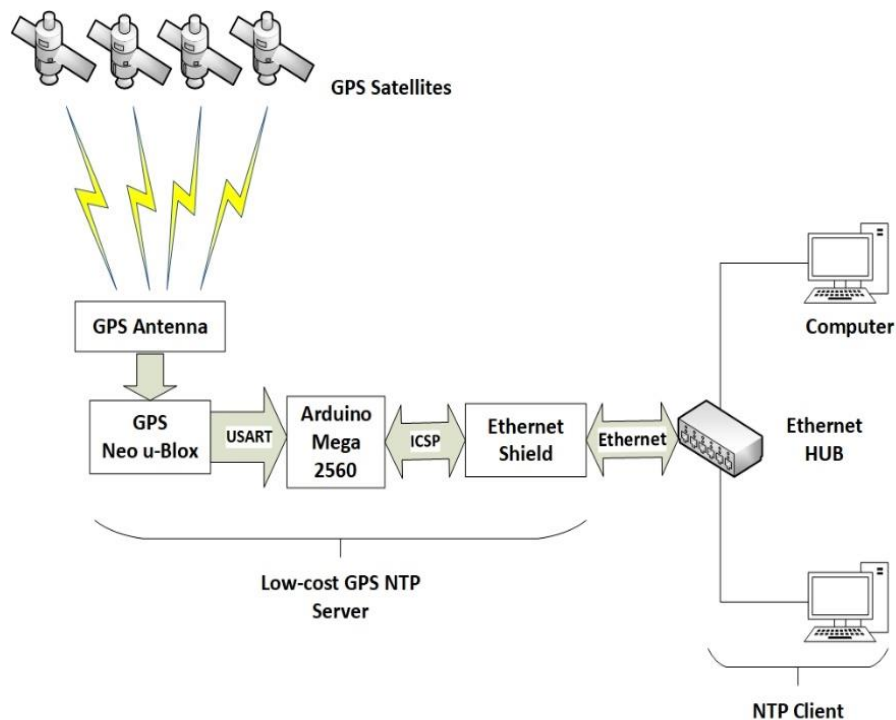 GPS Satellites
GPS Antenna
GPS
Neo u-Blox
USART
Arduino
Mega
2560
ICSP
Ethernet
Shield
Ethernet
Computer
Ethernet
HUB
Low-cost GPS NTP
Server
NTP Client